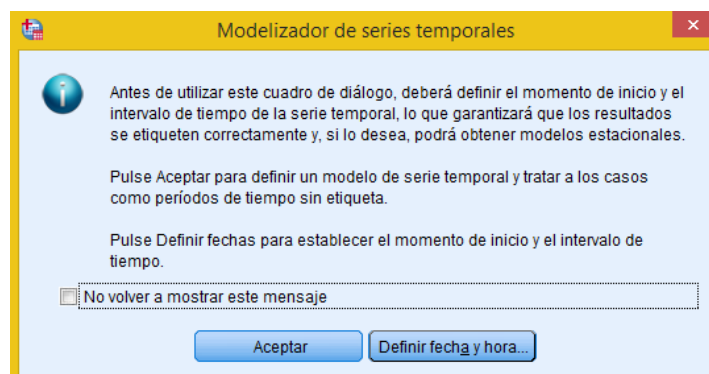 Modelizador de series temporales
Antes de utilizar este cuadro de diálogo, deberá definir el momento de inicio y el
intervalo de tiempo de la serie temporal, lo que garantizará que los resultados
se etiqueten correctamente y, si lo desea, podrá obtener modelos estacionales.
Pulse Aceptar para definir un modelo de serie temporal y tratar a los casos
como períodos de tiempo sin etiqueta.
Pulse Definir fechas para establecer el momento de inicio y el intervalo de
tiempo.
No volver a mostrar este mensaje
Aceptar
Definir fecha y hora...